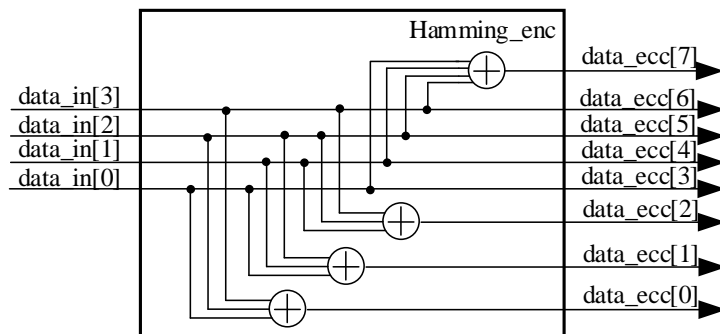 Hamming_enc
data_in[3]
data_in[2]
data_in[1]
data_in[0]
data_ecc[7]
data_ecc[6]
data_ecc[5]
data_ecc[4]
data_ecc[3]
data_ecc[2]
data_ecc[1]
data_ecc[0]